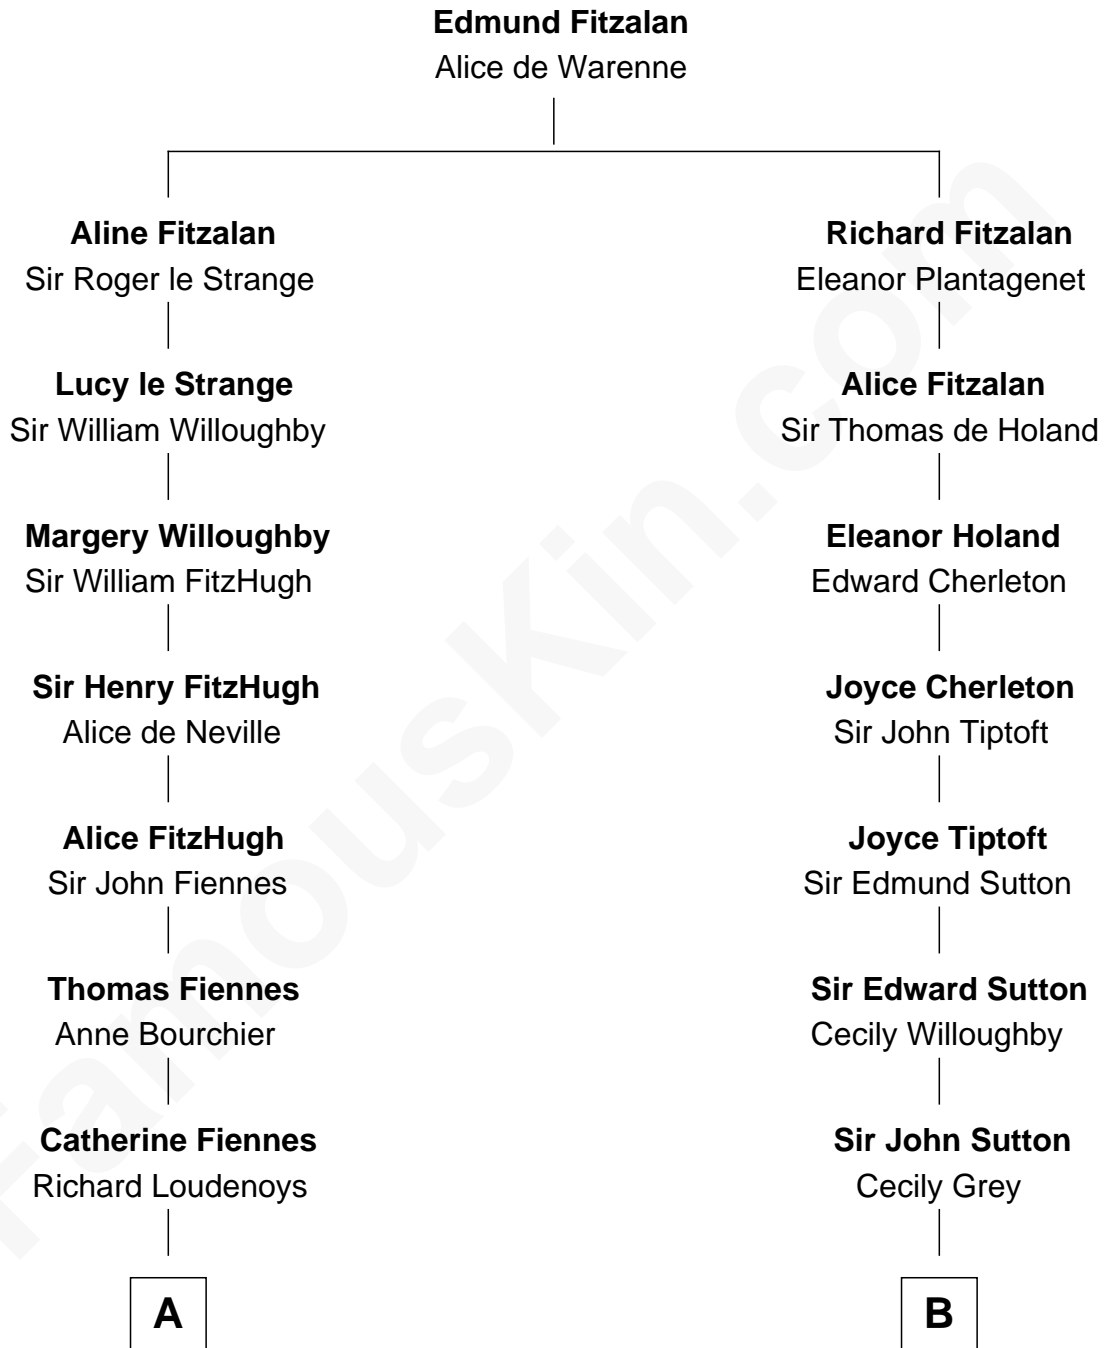 Edmund Fitzalan
Alice de Warenne
Aline Fitzalan
Sir Roger le Strange
Richard Fitzalan
Eleanor Plantagenet
Lucy le Strange
Sir William Willoughby
Alice Fitzalan
Sir Thomas de Holand
Margery Willoughby
Sir William FitzHugh
Eleanor Holand
Edward Cherleton
Sir Henry FitzHugh
Alice de Neville
Joyce Cherleton
Sir John Tiptoft
Alice FitzHugh
Sir John Fiennes
Joyce Tiptoft
Sir Edmund Sutton
Thomas Fiennes
Anne Bourchier
Sir Edward Sutton
Cecily Willoughby
Catherine Fiennes
Richard Loudenoys
Sir John Sutton
Cecily Grey
A
B
FamousKin.com